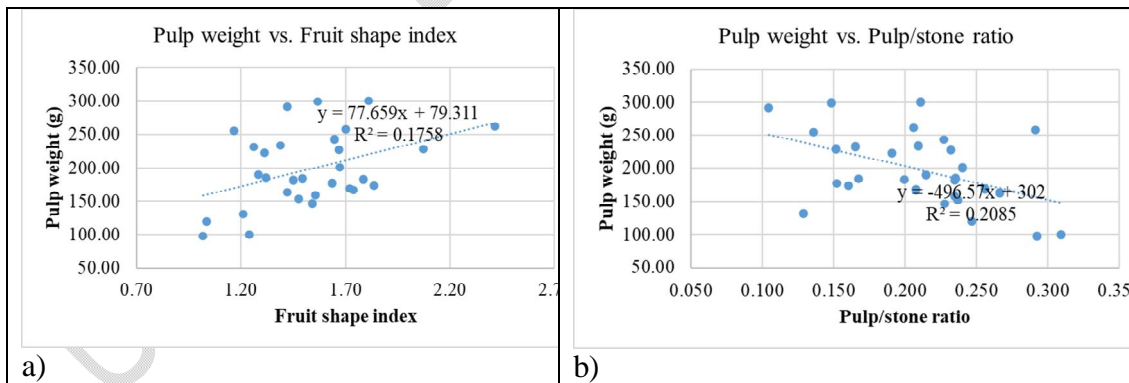 Pulp weight vs. Fruit shape index
350.00
300.00
250.00
200.00
150.00
100.00
50.00
Pulp weight (g)
y = 77.659x + 79.311
R² = 0.1758
0.70 1.20 1.70 2.20 2.7
Fruit shape index
a)
Pulp weight vs. Pulp/stone ratio
350.00
300.00
250.00
200.00
150.00
100.00
50.00
Pulp weight (g)
y = -496.57x + 302
R² = 0.2085
0.050 0.100 0.150 0.200 0.250 0.300 0.35
Pulp/stone ratio
b)